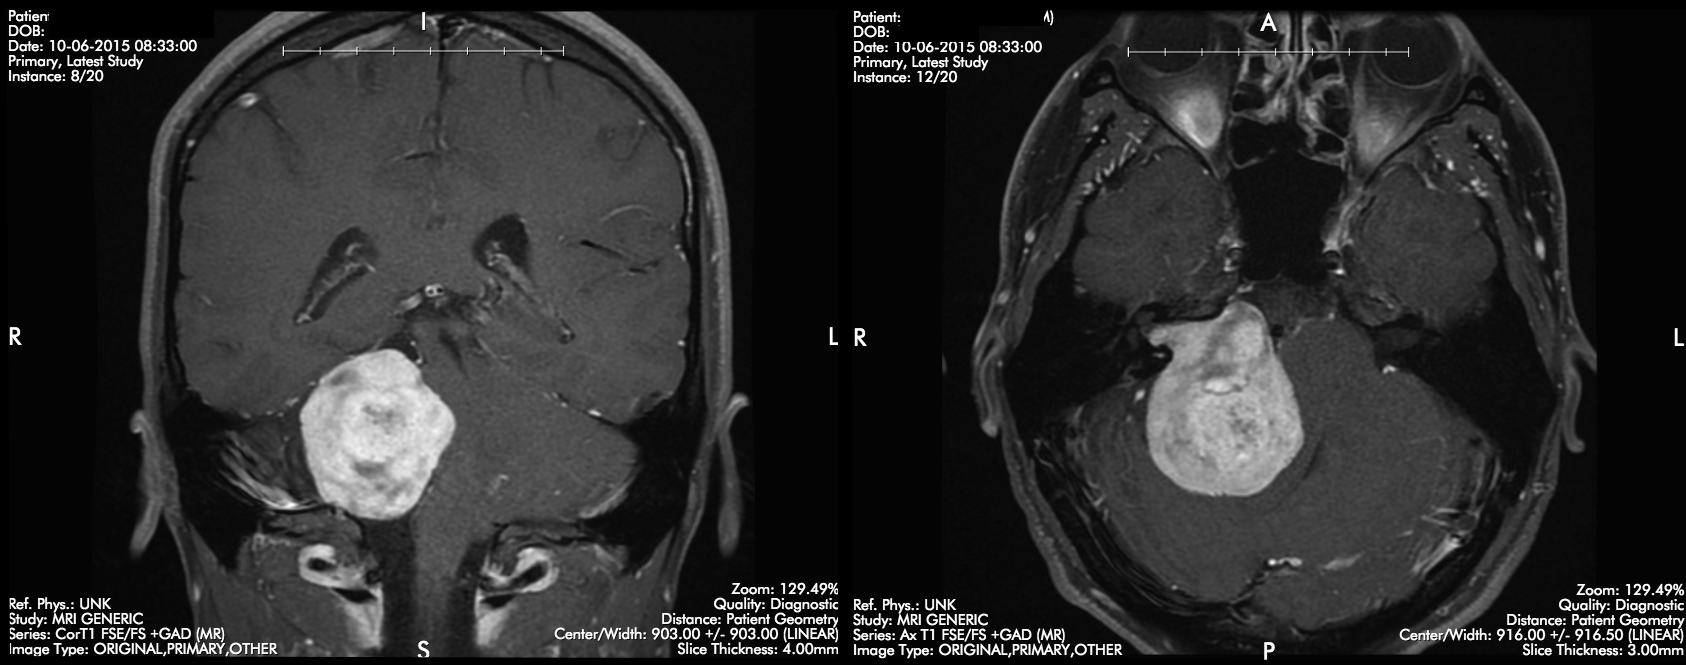 Patient
DOB:
Date: 10-06-2015 08:33:00
Primary, Latest Study
Instance: 8/20
I
R
L
Ref. Phys.: UNK
Study: MRI GENERIC
Series: CorT1 FSE/FS +GAD (MR)
Image Type: ORIGINAL,PRIMARY,OTHER
S
Zoom: 129.49%
Quality: Diagnostic
Distance: Patient Geometry
Center/Width: 903.00 +/- 903.00 (LINEAR)
Slice Thickness: 4.00mm
Patient:
DOB:
Date: 10-06-2015 08:33:00
Primary, Latest Study
Instance: 12/20
A
R
L
Ref. Phys.: UNK
Study: MRI GENERIC
Series: Ax T1 FSE/FS +GAD (MR)
Image Type: ORIGINAL,PRIMARY,OTHER
P
Zoom: 129.49%
Quality: Diagnostic
Distance: Patient Geometry
Center/Width: 916.00 +/- 916.50 (LINEAR)
Slice Thickness: 3.00mm